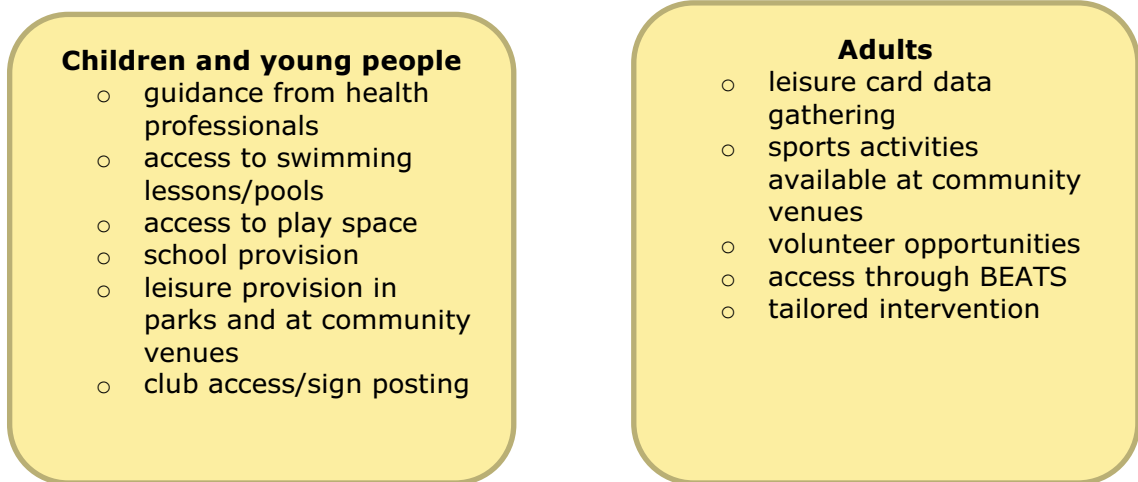 Children and young people
o guidance from health
professionals
o access to swimming
lessons/pools
o access to play space
o school provision
o leisure provision in
parks and at community
venues
o club access/sign posting
Adults
o leisure card data
gathering
o sports activities
available at community
venues
o volunteer opportunities
o access through BEATS
o tailored intervention